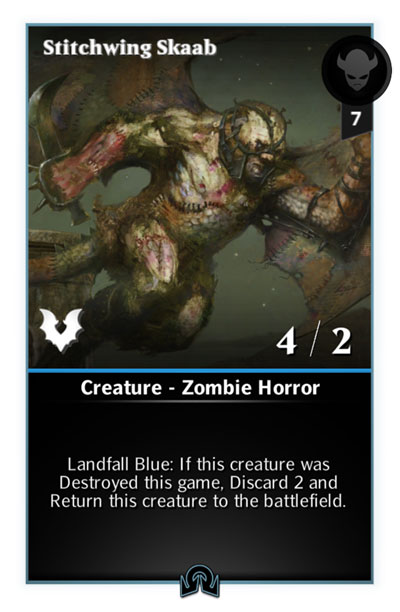 Stitchwing Skaab
7
4 / 2
Creature - Zombie Horror
Landfall Blue: If this creature was
Destroyed this game, Discard 2 and
Return this creature to the battlefield.